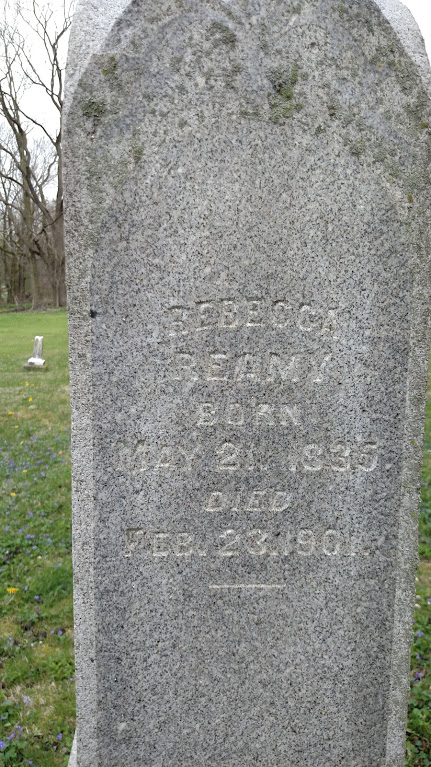 REBECCA
REAMY
BORN
MAY 21, 1835.
DIED
FEB. 23, 1901.